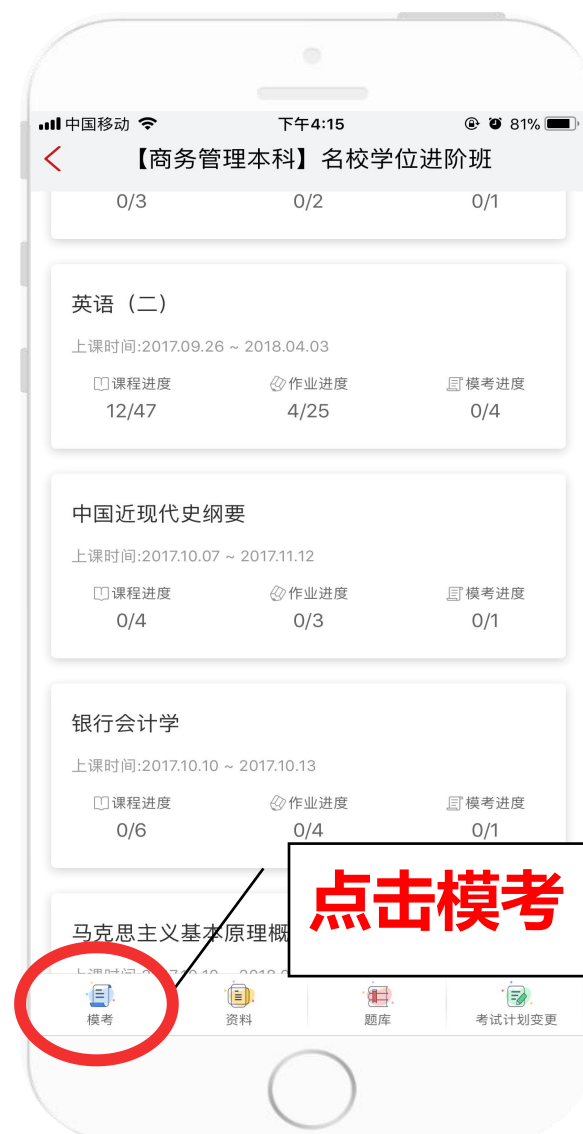 中国移动 下午4:15 81%
【商务管理本科】名校学位进阶班
0/3 0/2 0/1
英语（二）
上课时间:2017.09.26 ~ 2018.04.03
课程进度 作业进度 模考进度
12/47 4/25 0/4
中国近现代史纲要
上课时间:2017.10.07 ~ 2017.11.12
课程进度 作业进度 模考进度
0/4 0/3 0/1
银行会计学
上课时间:2017.10.10 ~ 2017.10.13
课程进度 作业进度 模考进度
0/6 0/4 0/1
点击模考
马克思主义基本原理概
模考 资料 题库 考试计划变更